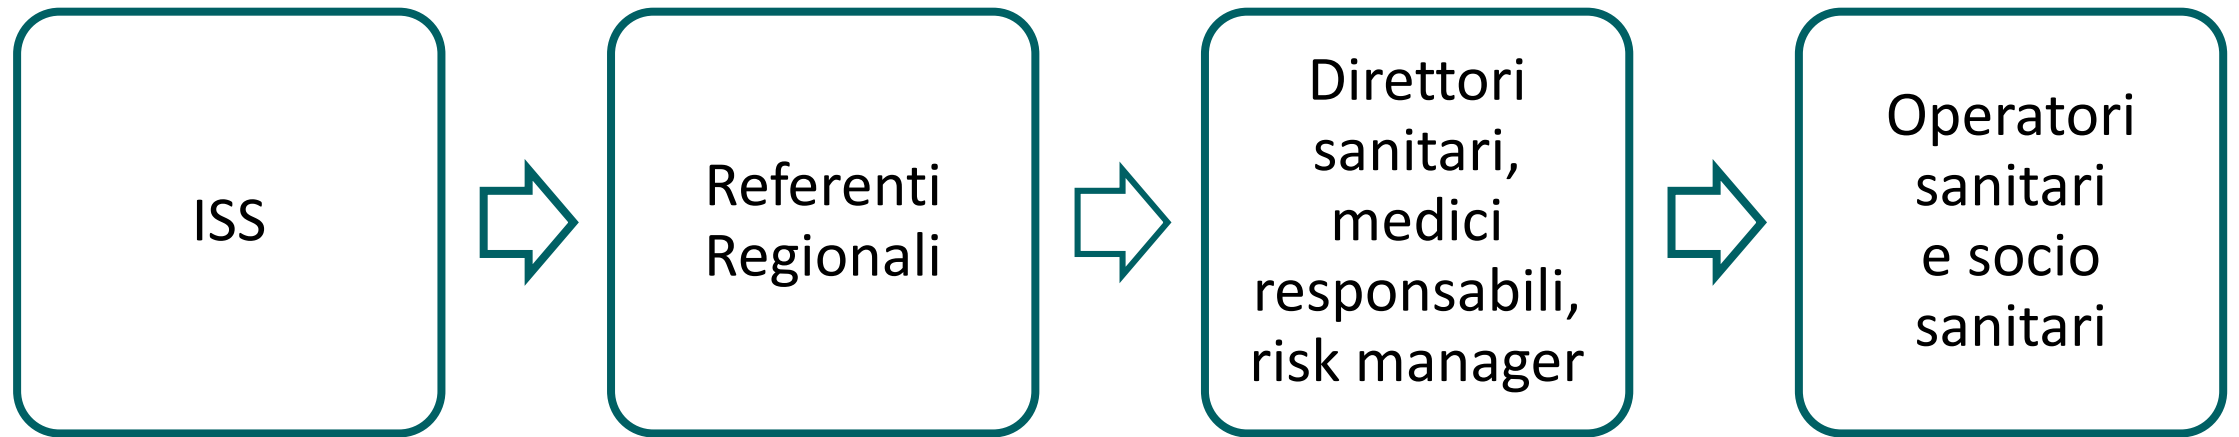 ISS
Referenti
Regionali
Direttori
sanitari,
medici
responsabili,
risk manager
Operatori
sanitari
e socio
sanitari